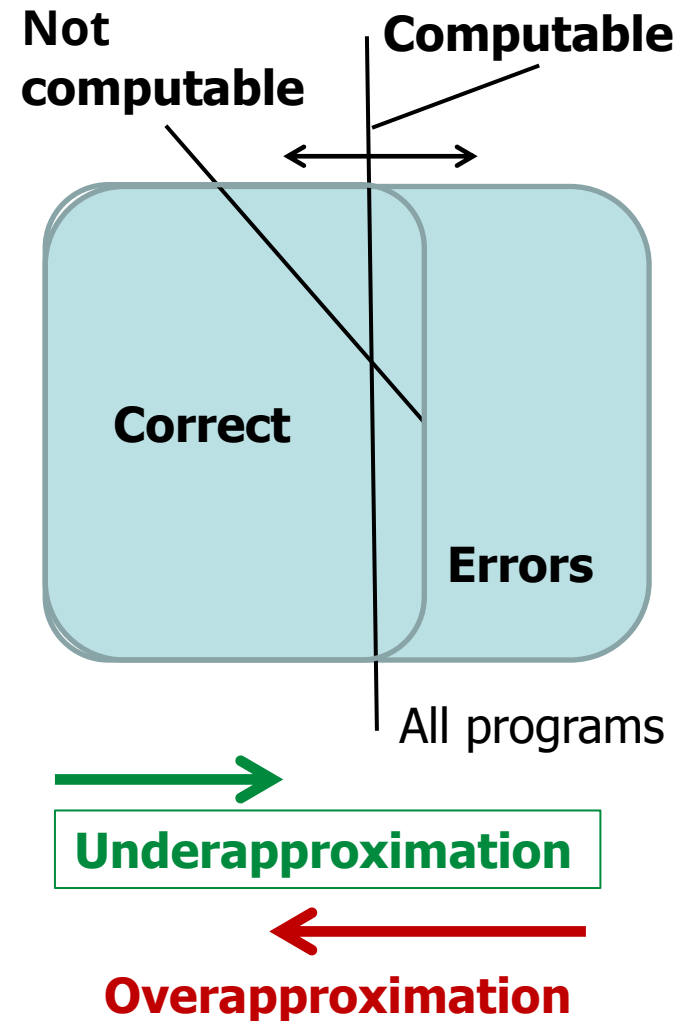 Not
computable
Computable
Correct
Errors
All programs
Underapproximation
Overapproximation